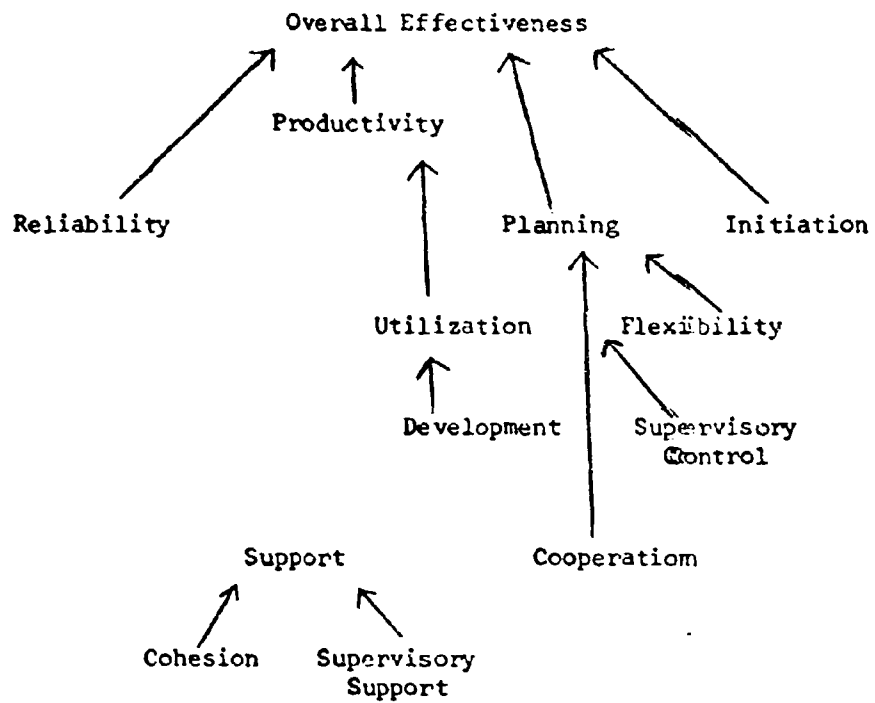 Overall Effectiveness
Productivity
Reliability
Planning
Initiation
Utilization
Flexibility
Development
Supervisory
Control
Support
Cooperation
Cohesion
Supervisory
Support